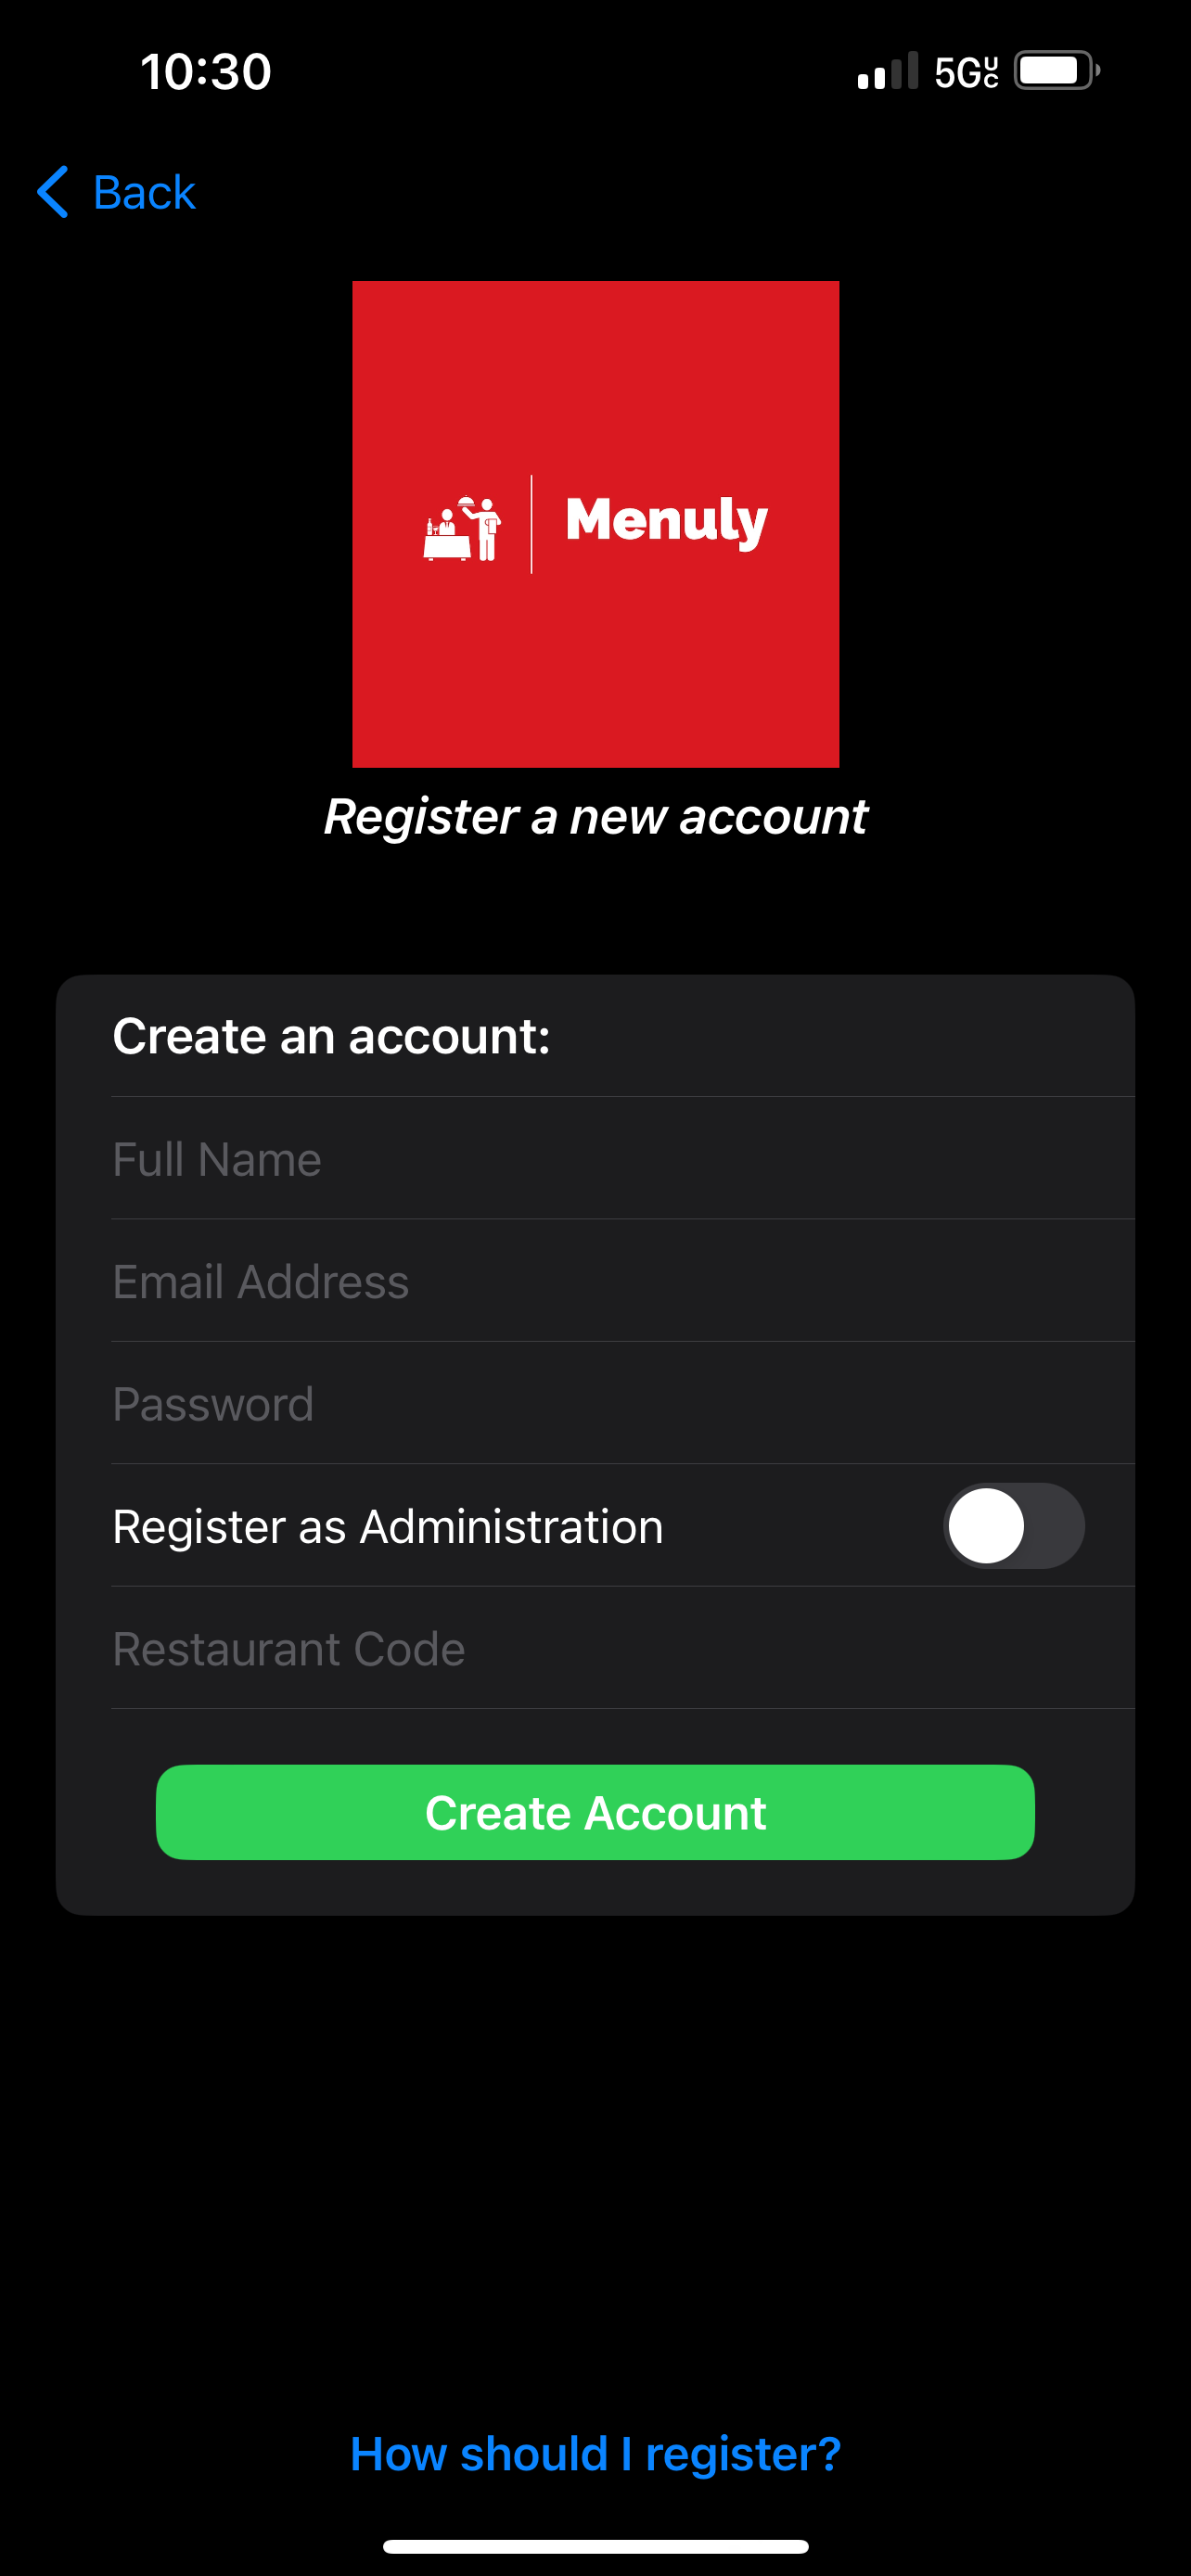 10:30
5G UC
Back
Menuly
Register a new account
Create an account:
Full Name
Email Address
Password
Register as Administration
Restaurant Code
Create Account
How should I register?